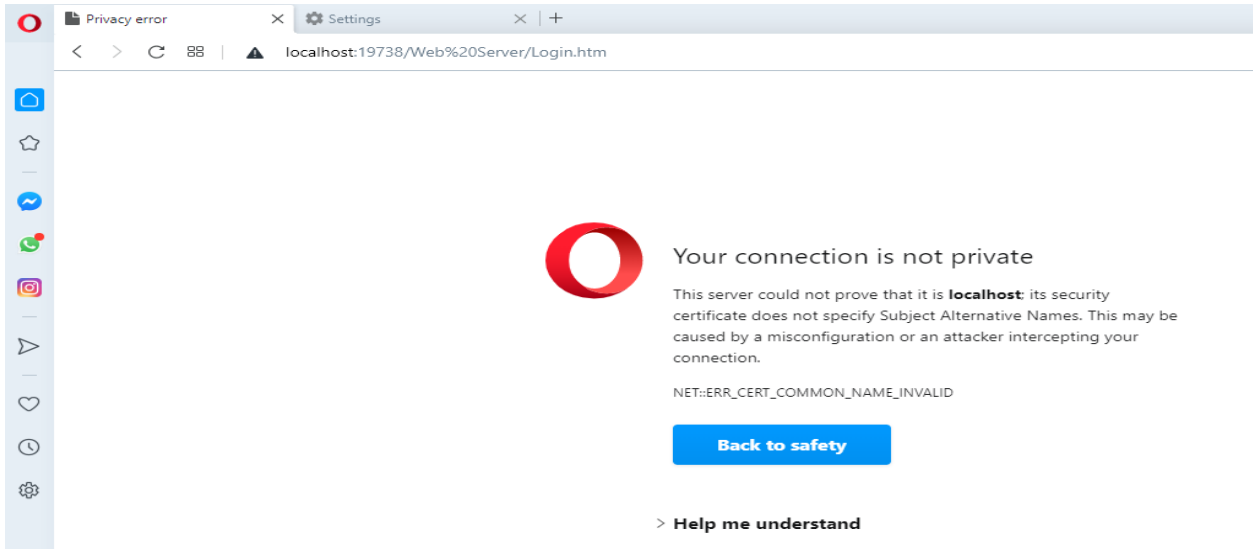 Privacy error
Settings
localhost:19738/Web%20Server/Login.htm
Your connection is not private
This server could not prove that it is localhost; its security
certificate does not specify Subject Alternative Names. This may be
caused by a misconfiguration or an attacker intercepting your
connection.
NET::ERR_CERT_COMMON_NAME_INVALID
Back to safety
Help me understand